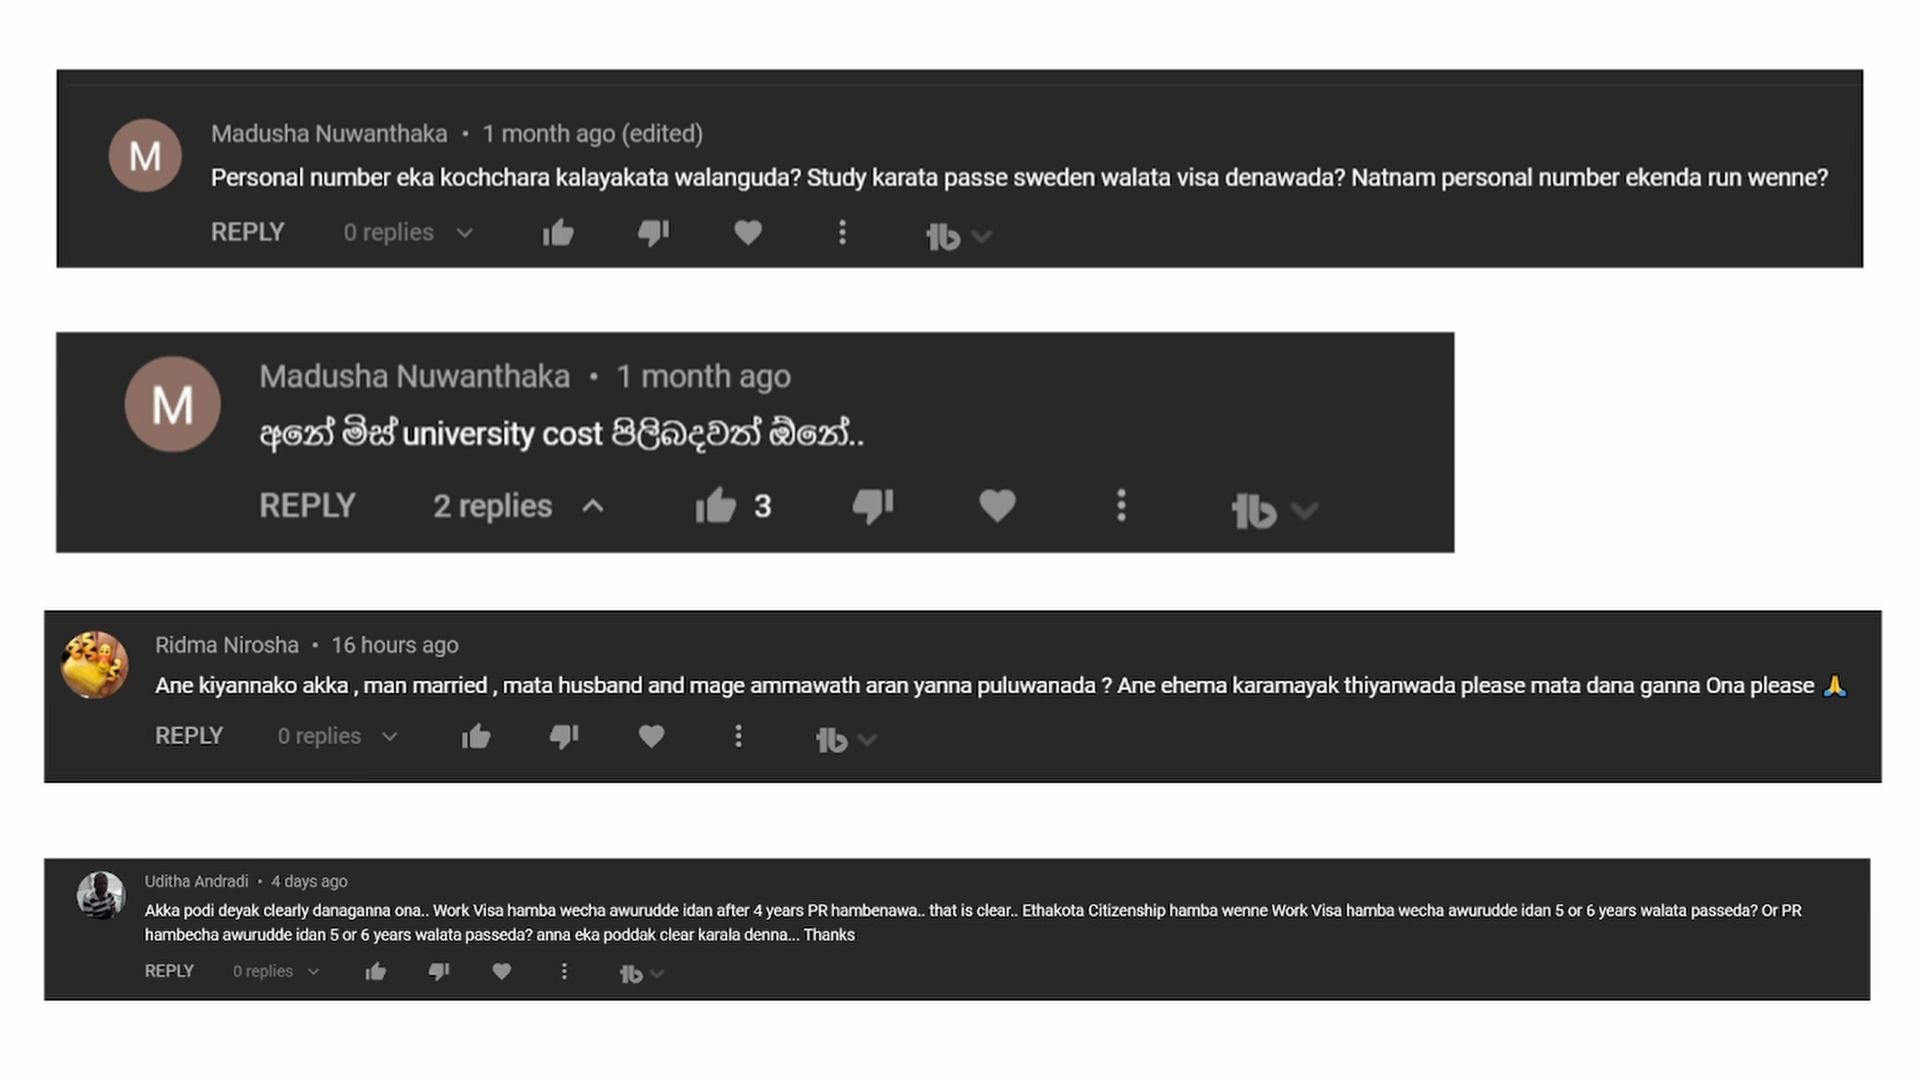 Madusha Nuwanthaka • 1 month ago (edited)
M
Personal number eka kochchara kalayakata walanguda? Study karata passe sweden walata visa denawada? Natnam personal number ekenda run wenne?
REPLY 0 replies
Madusha Nuwanthaka • 1 month ago
M
අනේ මිස් university cost පිලිබදවත් ඕනේ..
REPLY 2 replies 3
Ridma Nirosha • 16 hours ago
Ane kiyannako akka , man married , mata husband and mage ammawath aran yanna puluwanada ? Ane ehema karamayak thiyanwada please mata dana ganna Ona please 🙏
REPLY 0 replies
Uditha Andradi • 4 days ago
Akka podi deyak clearly danaganna ona.. Work Visa hamba wecha awurudde idan after 4 years PR hambenawa.. that is clear.. Ethakota Citizenship hamba wenne Work Visa hamba wecha awurudde idan 5 or 6 years walata passeda? Or PR
hambecha awurudde idan 5 or 6 years walata passeda? anna eka poddak clear karala denna... Thanks
REPLY 0 replies